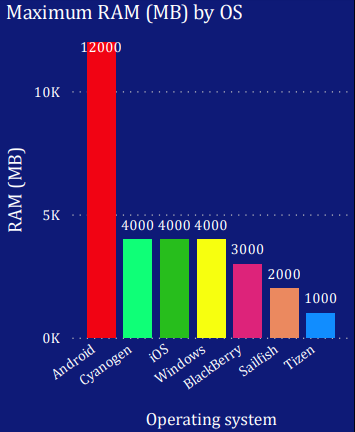 Maximum RAM (MB) by OS
12000
10K
RAM (MB)
5K
4000 4000 4000
3000
2000
1000
0K
Android Cyanogen iOS Windows BlackBerry Sailfish Tizen
Operating system